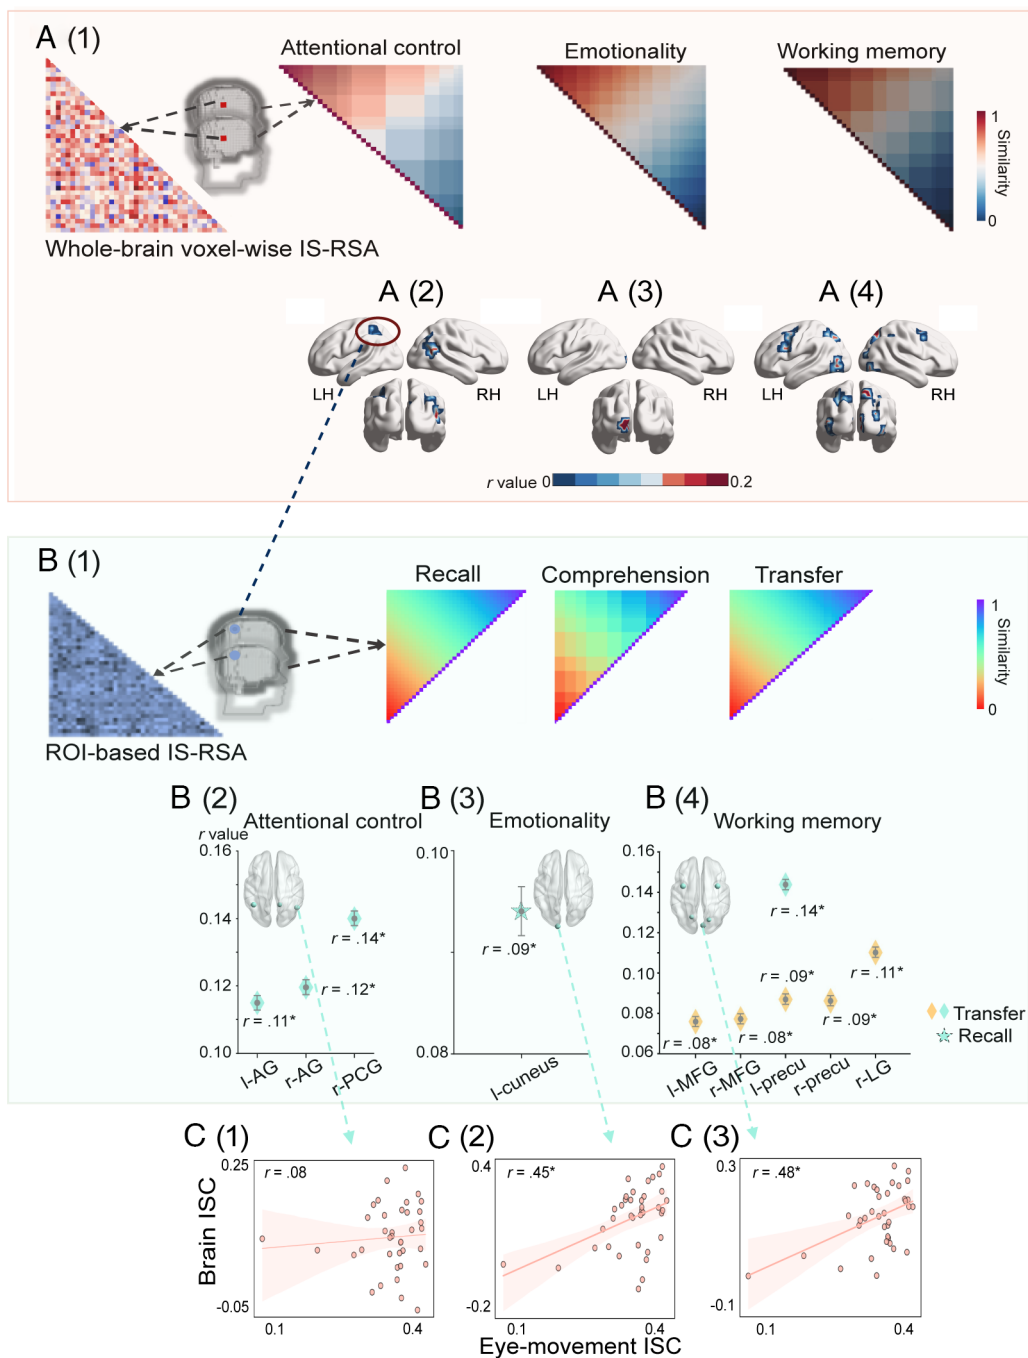 A (1)
Attentional control
Emotionality
Working memory
1
Similarity
0
Whole-brain voxel-wise IS-RSA
A (2)
A (3)
A (4)
LH
RH
LH
RH
LH
RH
r value 0
0.2
B (1)
Recall
Comprehension
Transfer
1
Similarity
0
ROI-based IS-RSA
B (2)
Attentional control
r value
0.16
0.14
0.12
0.10
r = .11*
r = .12*
r = .14*
l-AG
r-AG
r-PCG
B (3)
Emotionality
0.10
0.08
r = .09*
l-cuneus
B (4)
Working memory
0.16
0.14
0.12
0.10
0.08
0.06
r = .14*
r = .09*
r = .11*
r = .08*
r = .08*
r = .09*
l-MFG
r-MFG
l-precu
r-precu
r-LG
Transfer
Recall
C (1)
r = .08
0.25
-0.05
0.1
0.4
Brain ISC
C (2)
r = .45*
0.4
-0.2
0.1
0.4
Eye-movement ISC
C (3)
r = .48*
0.3
-0.1
0.1
0.4